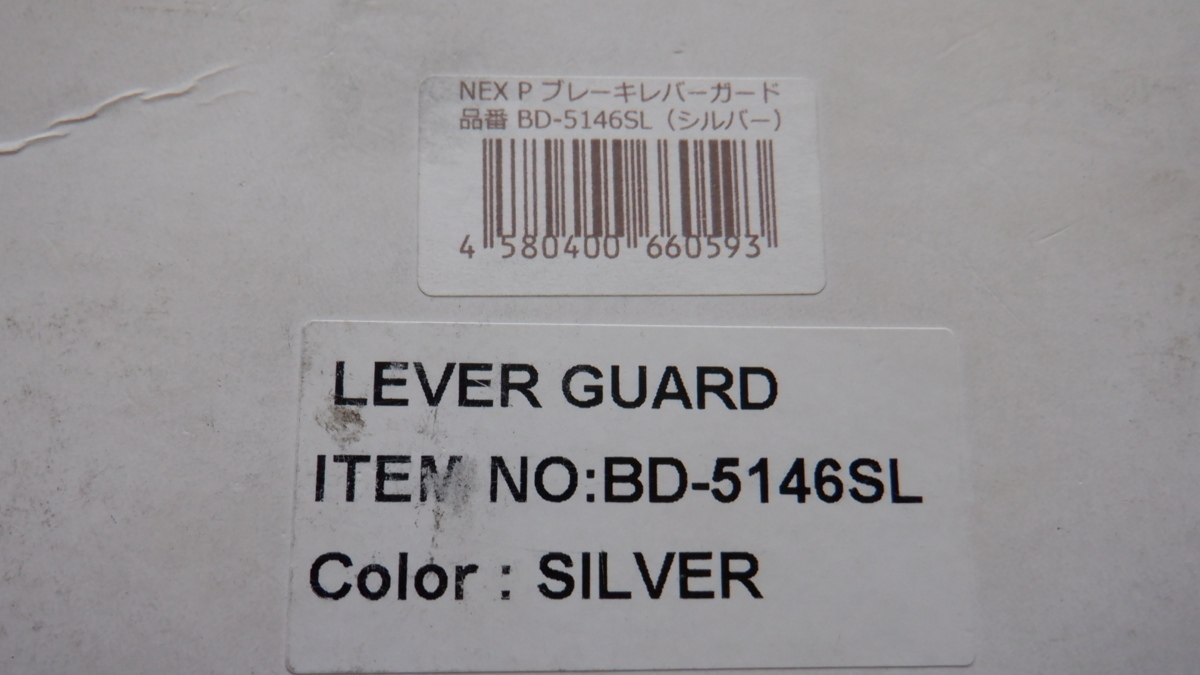 NEX P ブレーキレバーガード
品番 BD-5146SL（シルバー）
4 580400 660593
LEVER GUARD
ITEM NO:BD-5146SL
Color : SILVER